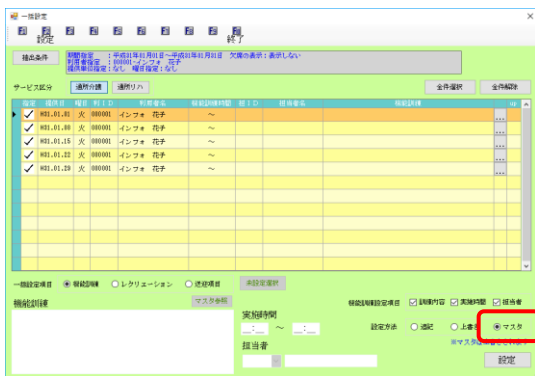 一括設定
設定 終了
抽出条件
期間指定 : 平成31年01月01日～平成31年01月31日 欠席の表示：表示しない
利用者指定 : 000001-インフォ 花子
提供単位指定：なし 曜日指定：なし
サービス区分 通所介護 通所リハ 全件選択 全件解除
指定 提供日 曜日 利ID 利用者名 機能訓練時間 担ID 担当者名 機能訓練
✓ H31.01.01 火 000001 インフォ 花子 ～ ...
✓ H31.01.08 火 000001 インフォ 花子 ～ ...
✓ H31.01.15 火 000001 インフォ 花子 ～ ...
✓ H31.01.22 火 000001 インフォ 花子 ～ ...
✓ H31.01.29 火 000001 インフォ 花子 ～ ...
一括設定項目 機能訓練 レクリエーション 送迎項目 未設定選択
機能訓練 マスタ参照 機能訓練設定項目 訓練内容 実施時間 担当者
実施時間
__:__ ～ __:__ 設定方法 追記 上書き マスタ
担当者 ※マスタは
設定